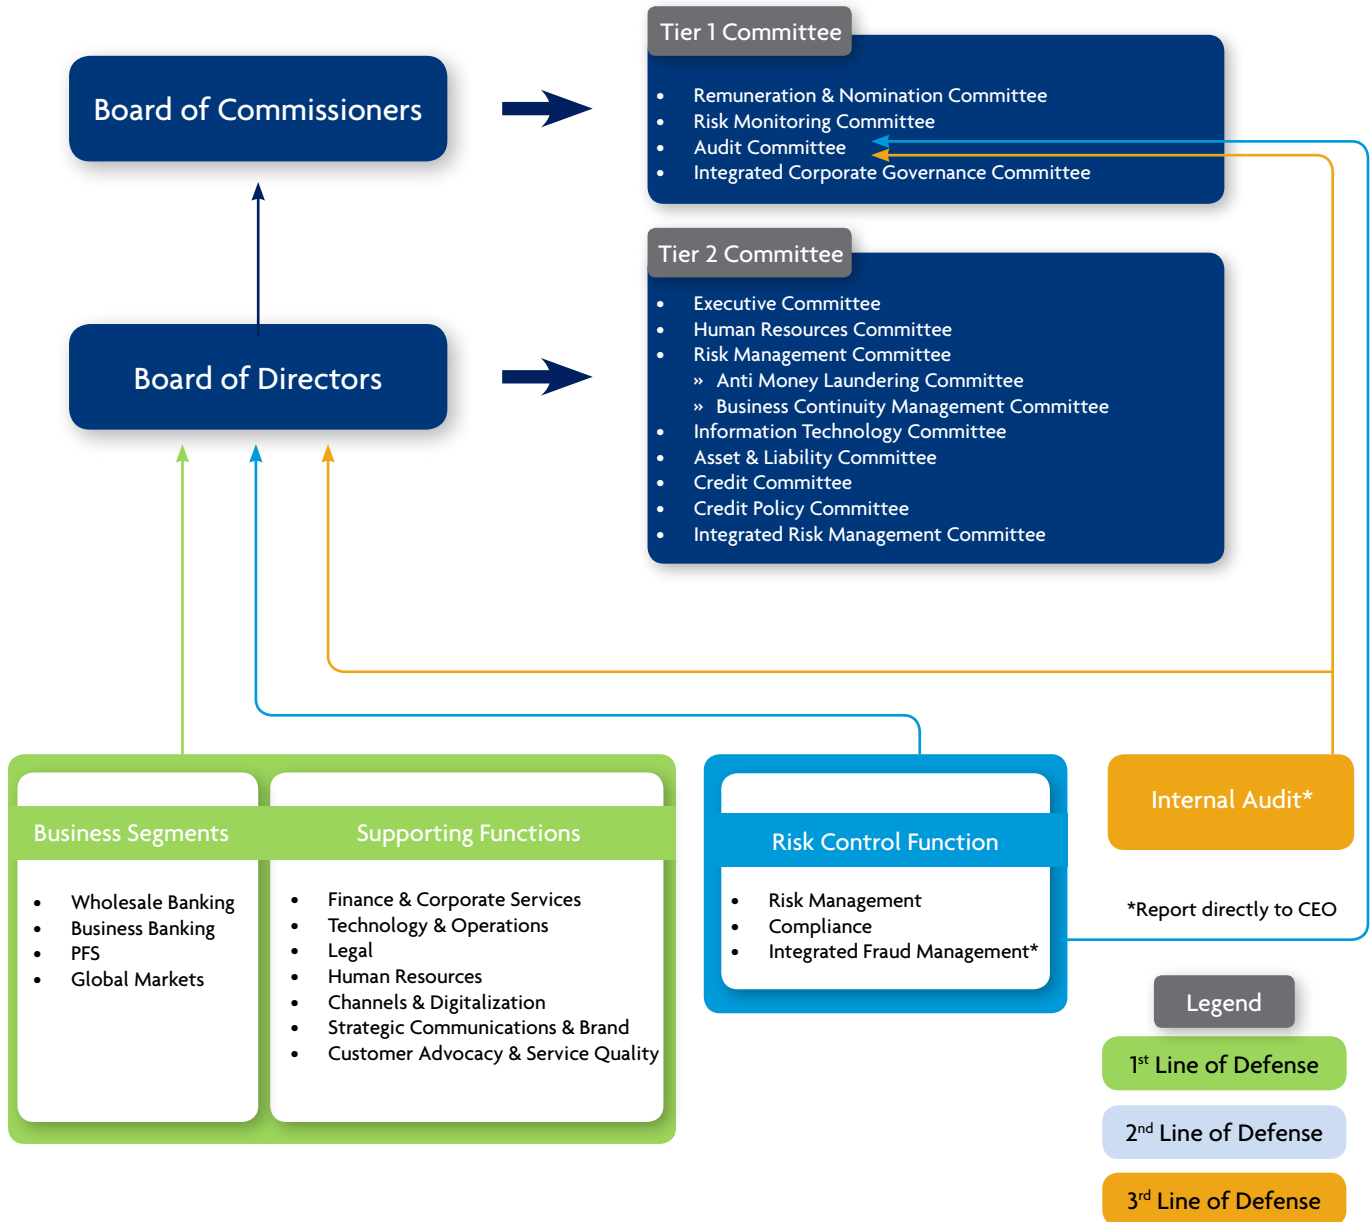 Board of Commissioners
Tier 1 Committee
• Remuneration & Nomination Committee
• Risk Monitoring Committee
• Audit Committee
• Integrated Corporate Governance Committee
Board of Directors
Tier 2 Committee
• Executive Committee
• Human Resources Committee
• Risk Management Committee
» Anti Money Laundering Committee
» Business Continuity Management Committee
• Information Technology Committee
• Asset & Liability Committee
• Credit Committee
• Credit Policy Committee
• Integrated Risk Management Committee
Business Segments
• Wholesale Banking
• Business Banking
• PFS
• Global Markets
Supporting Functions
• Finance & Corporate Services
• Technology & Operations
• Legal
• Human Resources
• Channels & Digitalization
• Strategic Communications & Brand
• Customer Advocacy & Service Quality
Risk Control Function
• Risk Management
• Compliance
• Integrated Fraud Management*
Internal Audit*
*Report directly to CEO
Legend
1st Line of Defense
2nd Line of Defense
3rd Line of Defense